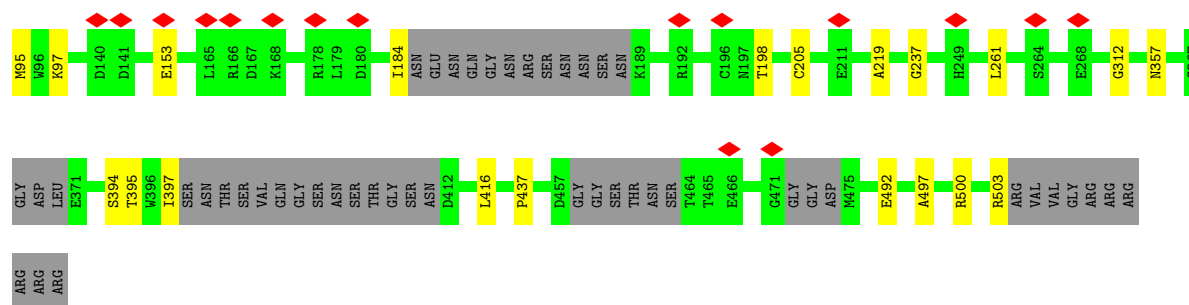 M95 W96 K97 D140 D141 E153 L165 R166 D167 K168 R178 L179 D180 I184 ASN GLU ASN GLN GLY ASN ARG SER ASN ASN SER ASN K189 R192 C196 N197 T198 C205 E211 A219 G237 H249 L261 S264 E268 G312 N357
GLY ASP LEU E371 S394 T395 W396 I397 SER ASN THR SER VAL GLN GLY SER ASN SER THR GLY SER ASN D412 L416 P437 D457 GLY GLY SER THR ASN SER T464 T465 E466 G471 GLY GLY ASP M475 E492 A497 R500 R503 ARG VAL VAL GLY ARG ARG ARG
ARG ARG ARG